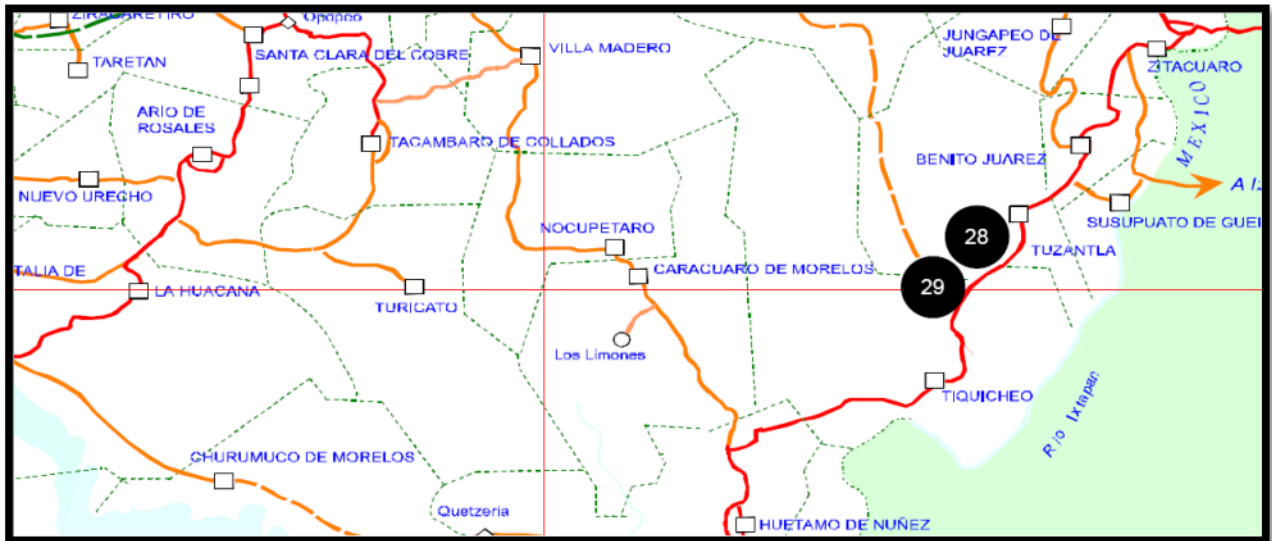 ZIRACARETIRO
Opopeo
TARETAN
SANTA CLARA DEL COBRE
VILLA MADERO
JUNGAPEO DE
JUAREZ
ZITACUARO
MEXICO
ARIO DE
ROSALES
TACAMBARO DE COLLADOS
BENITO JUAREZ
NUEVO URECHO
SUSUPUATO DE GUE
NOCUPETARO
28
TUZANTLA
TALIA DE
LA HUACANA
CARACUARO DE MORELOS
29
TURICATO
Los Limones
TIQUICHEO
Rio Ixtapan
CHURUMUCO DE MORELOS
Quetzeria
HUETAMO DE NUÑEZ